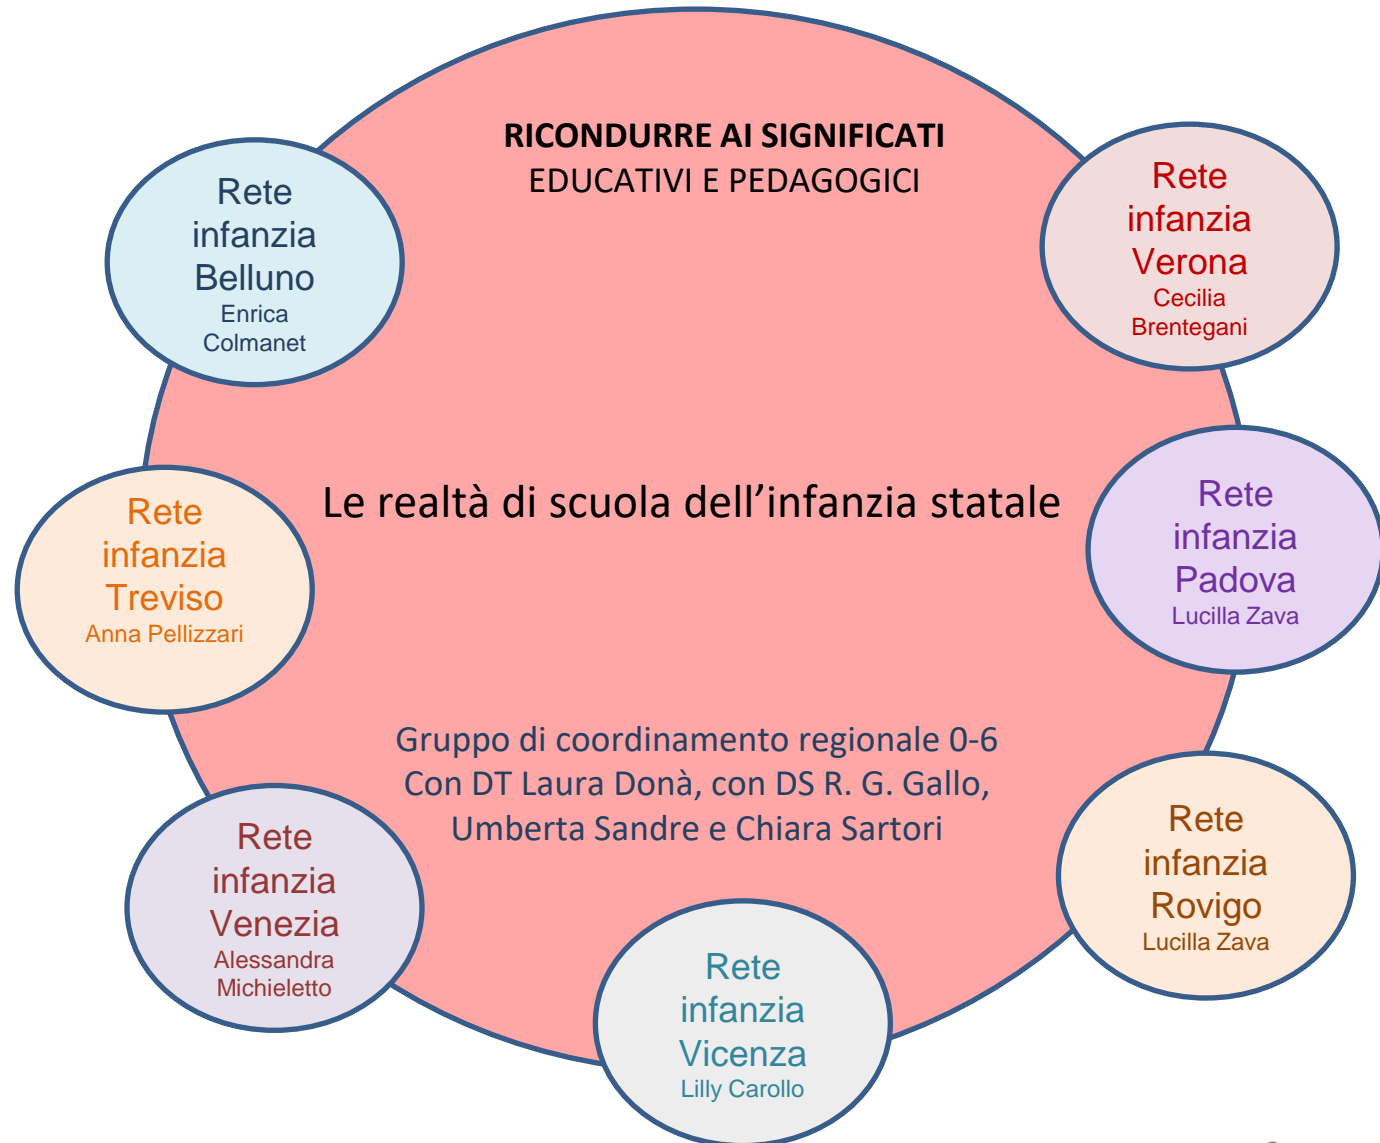 RICONDURRE AI SIGNIFICATI
EDUCATIVI E PEDAGOGICI
Rete
infanzia
Belluno
Enrica
Colmanet
Rete
infanzia
Verona
Cecilia
Brentegani
Le realtà di scuola dell’infanzia statale
Rete
infanzia
Treviso
Anna Pellizzari
Rete
infanzia
Padova
Lucilla Zava
Gruppo di coordinamento regionale 0-6
Con DT Laura Donà, con DS R. G. Gallo,
Umberta Sandre e Chiara Sartori
Rete
infanzia
Venezia
Alessandra
Michieletto
Rete
infanzia
Rovigo
Lucilla Zava
Rete
infanzia
Vicenza
Lilly Carollo